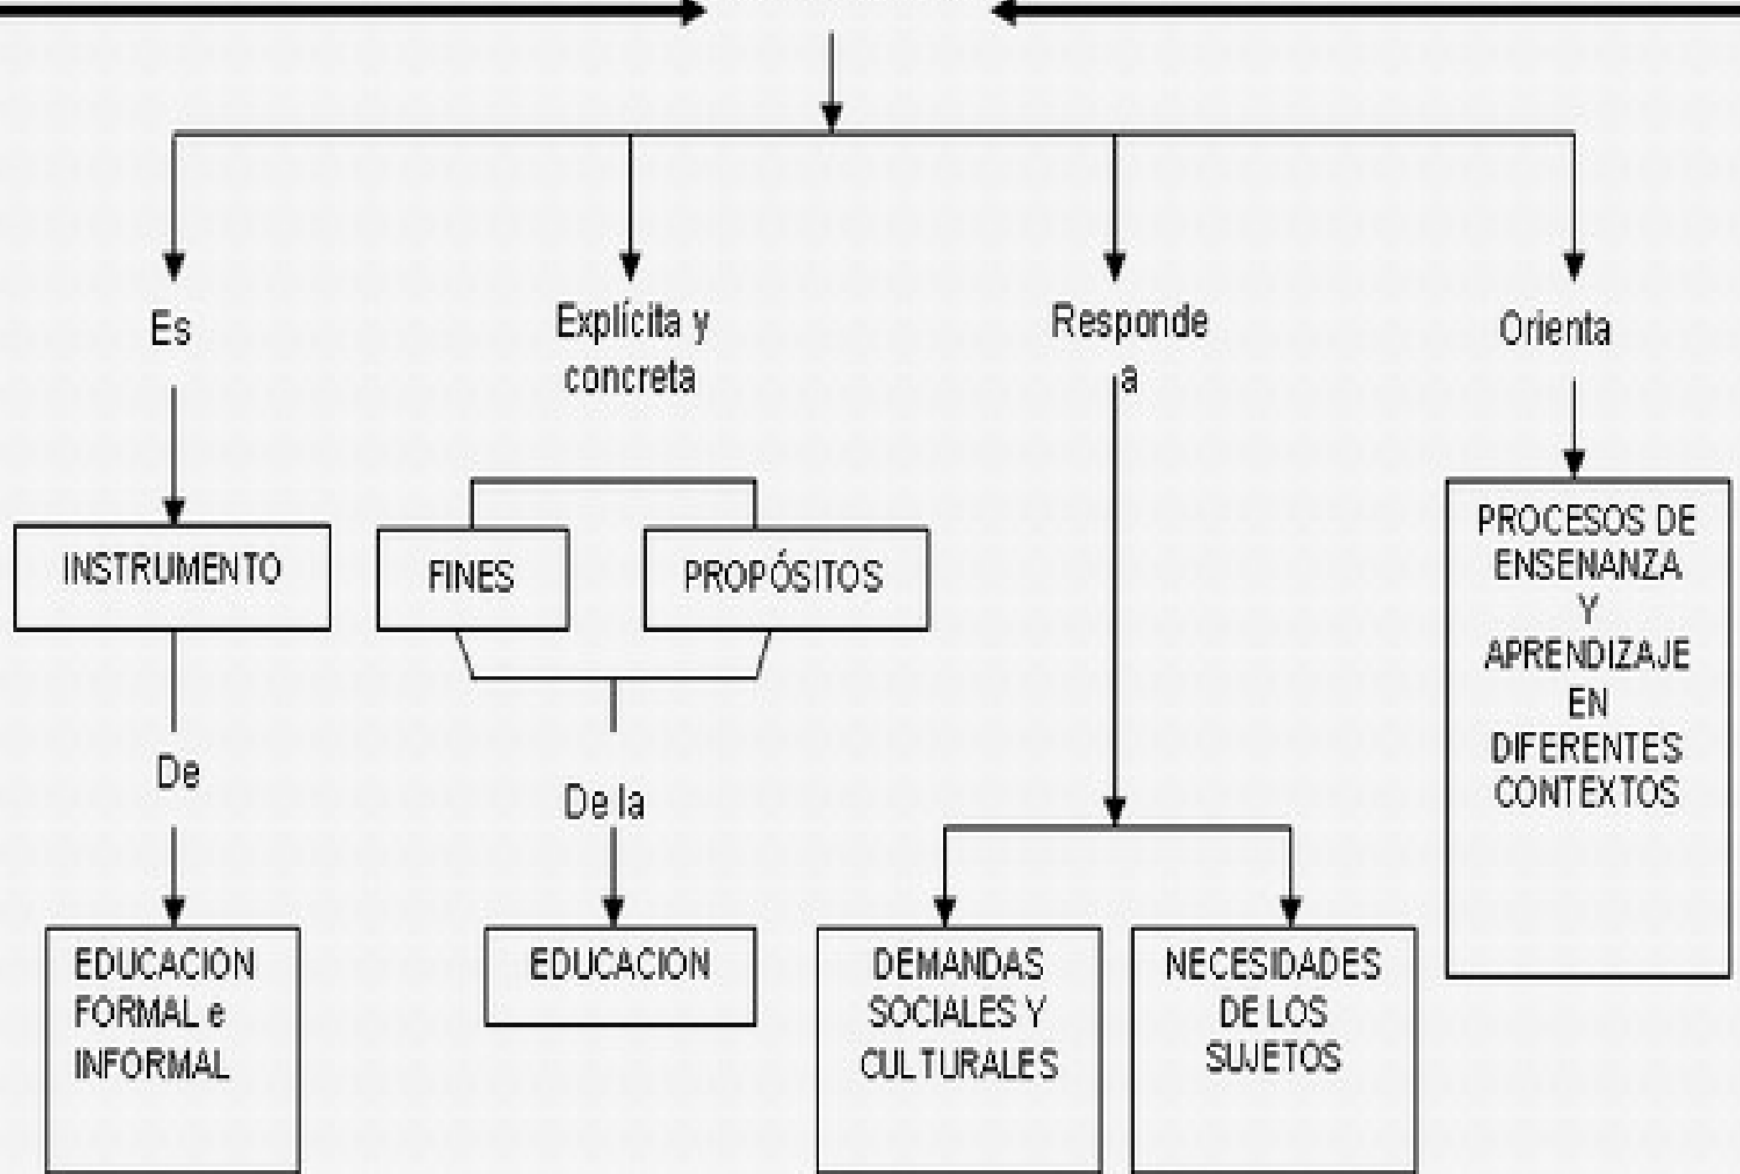 Es
Explícita y
concreta
Responde
a
Orienta
INSTRUMENTO
FINES
PROPÓSITOS
PROCESOS DE
ENSENANZA
Y
APRENDIZAJE
EN
DIFERENTES
CONTEXTOS
De
De la
EDUCACION
FORMAL e
INFORMAL
EDUCACION
DEMANDAS
SOCIALES Y
CULTURALES
NECESIDADES
DE LOS
SUJETOS